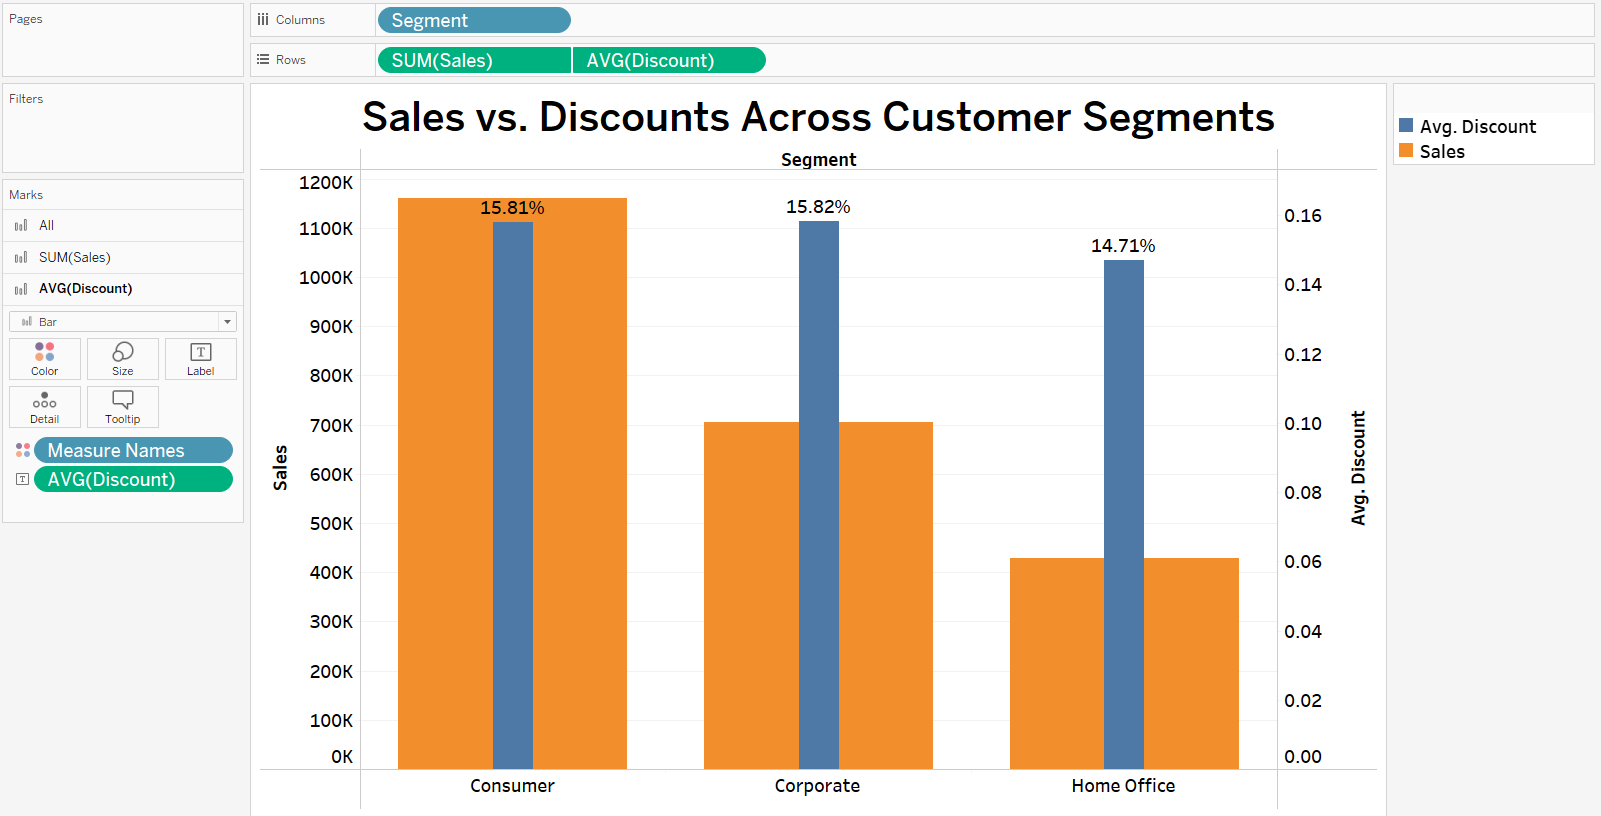 Pages
Columns
Segment
Rows
SUM(Sales)
AVG(Discount)
Filters
Marks
All
SUM(Sales)
AVG(Discount)
Bar
Color
Size
T
Label
Detail
Tooltip
Measure Names
T
AVG(Discount)
Sales vs. Discounts Across Customer Segments
Segment
1200K
1100K
1000K
900K
800K
700K
600K
500K
400K
300K
200K
100K
0K
Sales
15.81%
15.82%
14.71%
0.16
0.14
0.12
0.10
0.08
0.06
0.04
0.02
0.00
Avg. Discount
Consumer
Corporate
Home Office
Avg. Discount
Sales